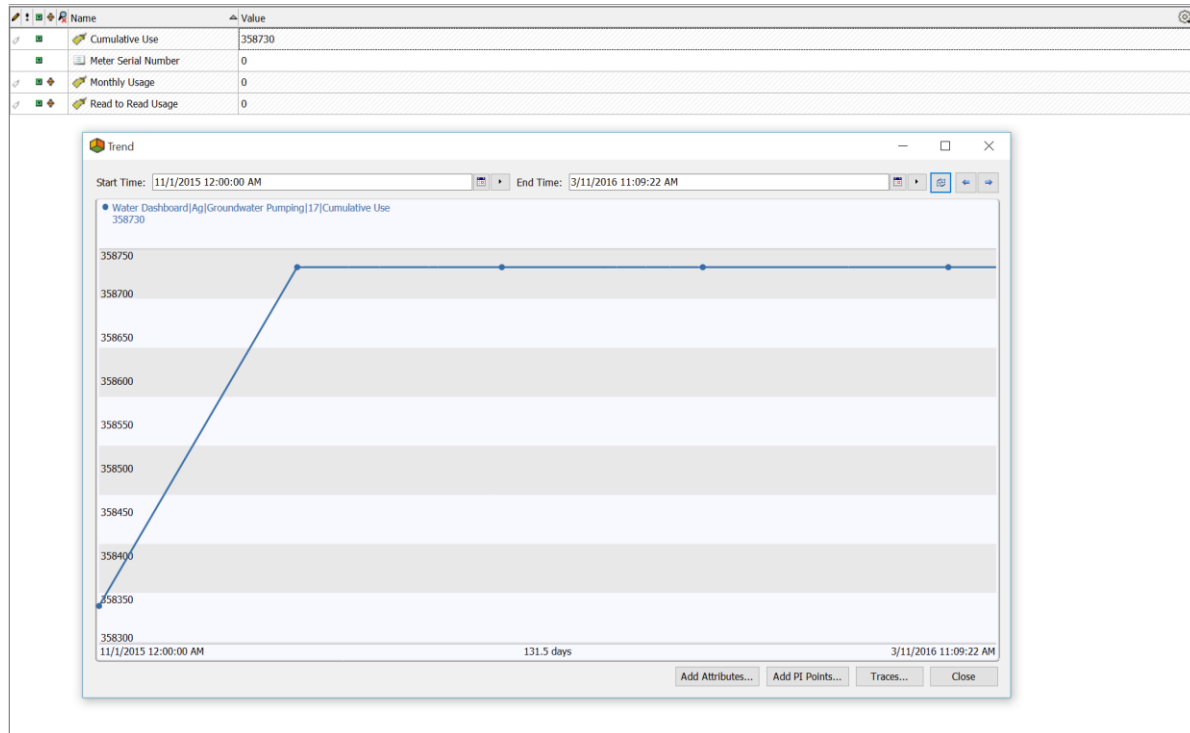 Name Value
Cumulative Use 358730
Meter Serial Number 0
Monthly Usage 0
Read to Read Usage 0
Trend
Start Time: 11/1/2015 12:00:00 AM End Time: 3/11/2016 11:09:22 AM
Water Dashboard|Ag|Groundwater Pumping|17|Cumulative Use
358730
358750
358700
358650
358600
358550
358500
358450
358400
358350
358300
11/1/2015 12:00:00 AM 131.5 days 3/11/2016 11:09:22 AM
Add Attributes... Add PI Points... Traces... Close